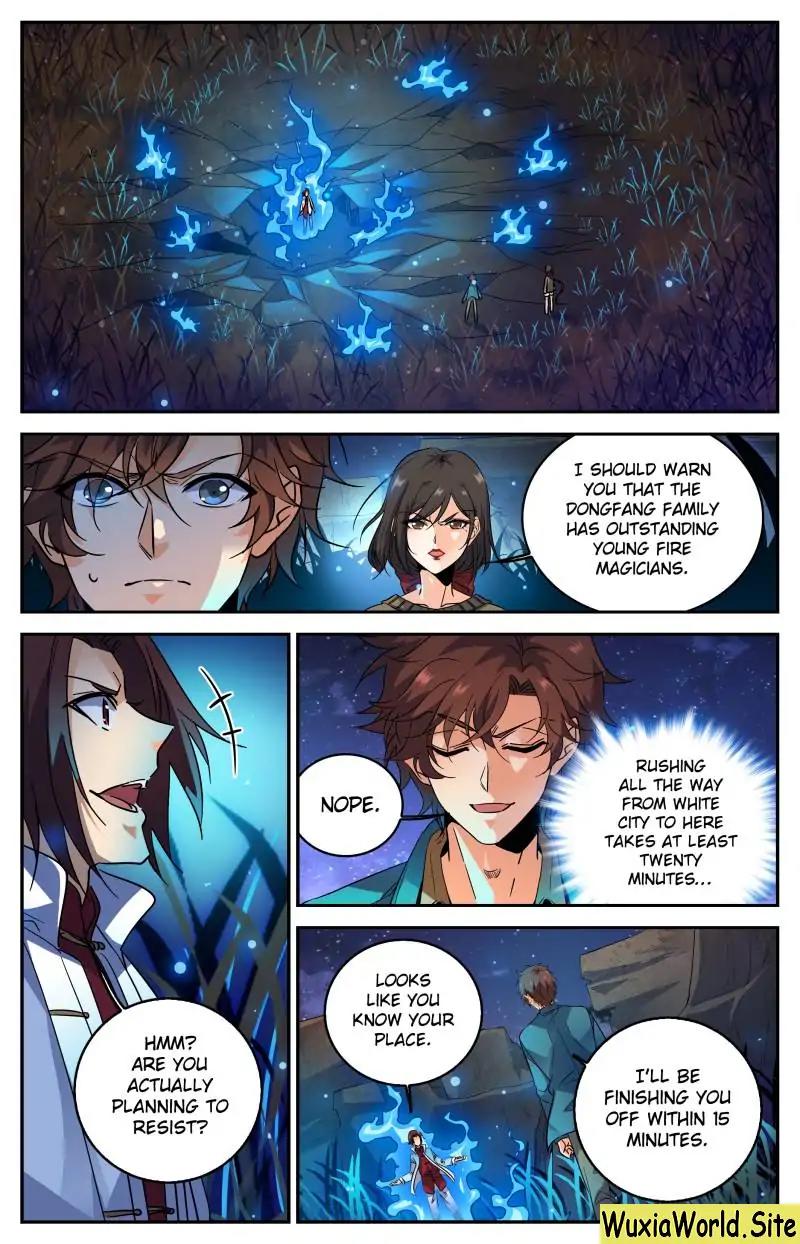 I SHOULD WARN
YOU THAT THE
DONGFANG FAMILY
HAS OUTSTANDING
YOUNG FIRE
MAGICIANS.
HMM?
ARE YOU
ACTUALLY
PLANNING TO
RESIST?
NOPE.
RUSHING
ALL THE WAY
FROM WHITE
CITY TO HERE
TAKES AT LEAST
TWENTY
MINUTES...
LOOKS
LIKE YOU
KNOW YOUR
PLACE.
I'LL BE
FINISHING YOU
OFF WITHIN 15
MINUTES.
WuxiaWorld.Site